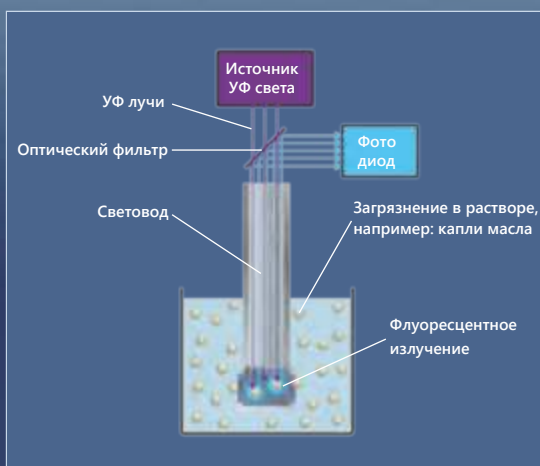 Источник
УФ света
УФ лучи
Оптический фильтр
Фото
диод
Световод
Загрязнение в растворе,
например: капли масла
Флуоресцентное
излучение